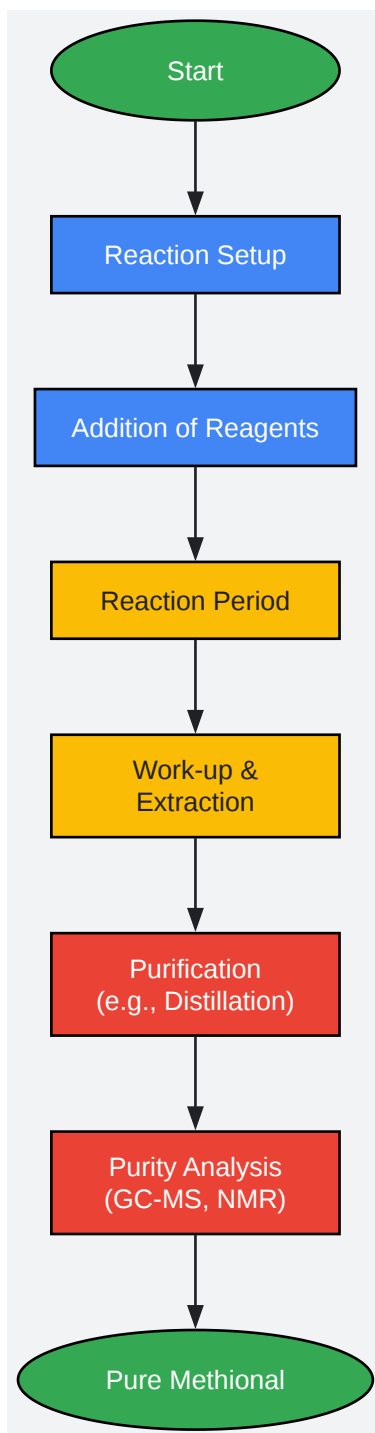 Start
Reaction Setup
Addition of Reagents
Reaction Period
Work-up &
Extraction
Purification
(e.g., Distillation)
Purity Analysis
(GC-MS, NMR)
Pure Methional